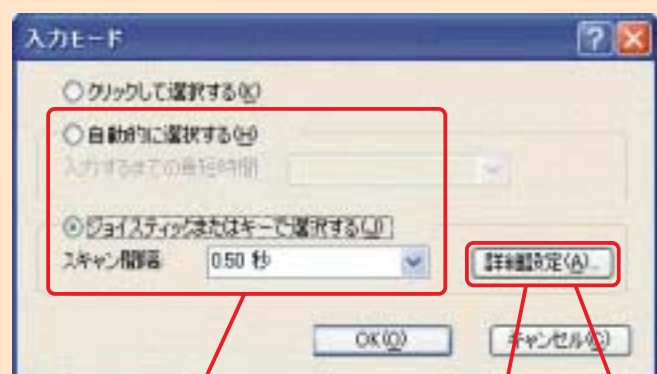 入力モード
クリックして選択する(K)
自動的に選択する(H)
入力するまでの最短時間
ジョイスティックまたはキーで選択する(J)
スキャン間隔 0.50 秒
詳細設定(A)...
OK(O) キャンセル(C)